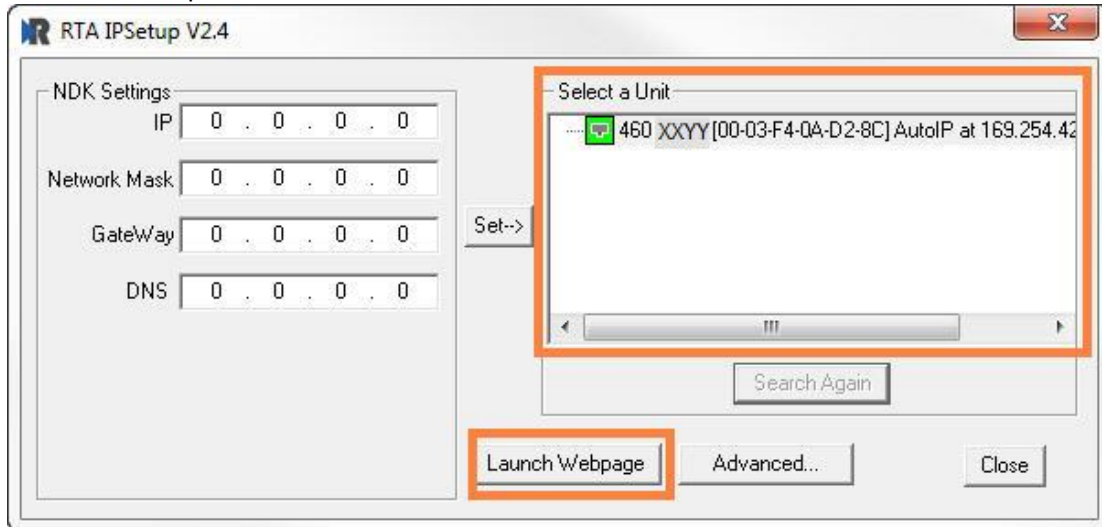 RTA IPSetup V2.4
NDK Settings
IP 0 . 0 . 0 . 0
Network Mask 0 . 0 . 0 . 0
GateWay 0 . 0 . 0 . 0
DNS 0 . 0 . 0 . 0
Set-->
Select a Unit
460 XXYY [00-03-F4-0A-D2-8C] AutoIP at 169.254.42
Search Again
Launch Webpage
Advanced...
Close